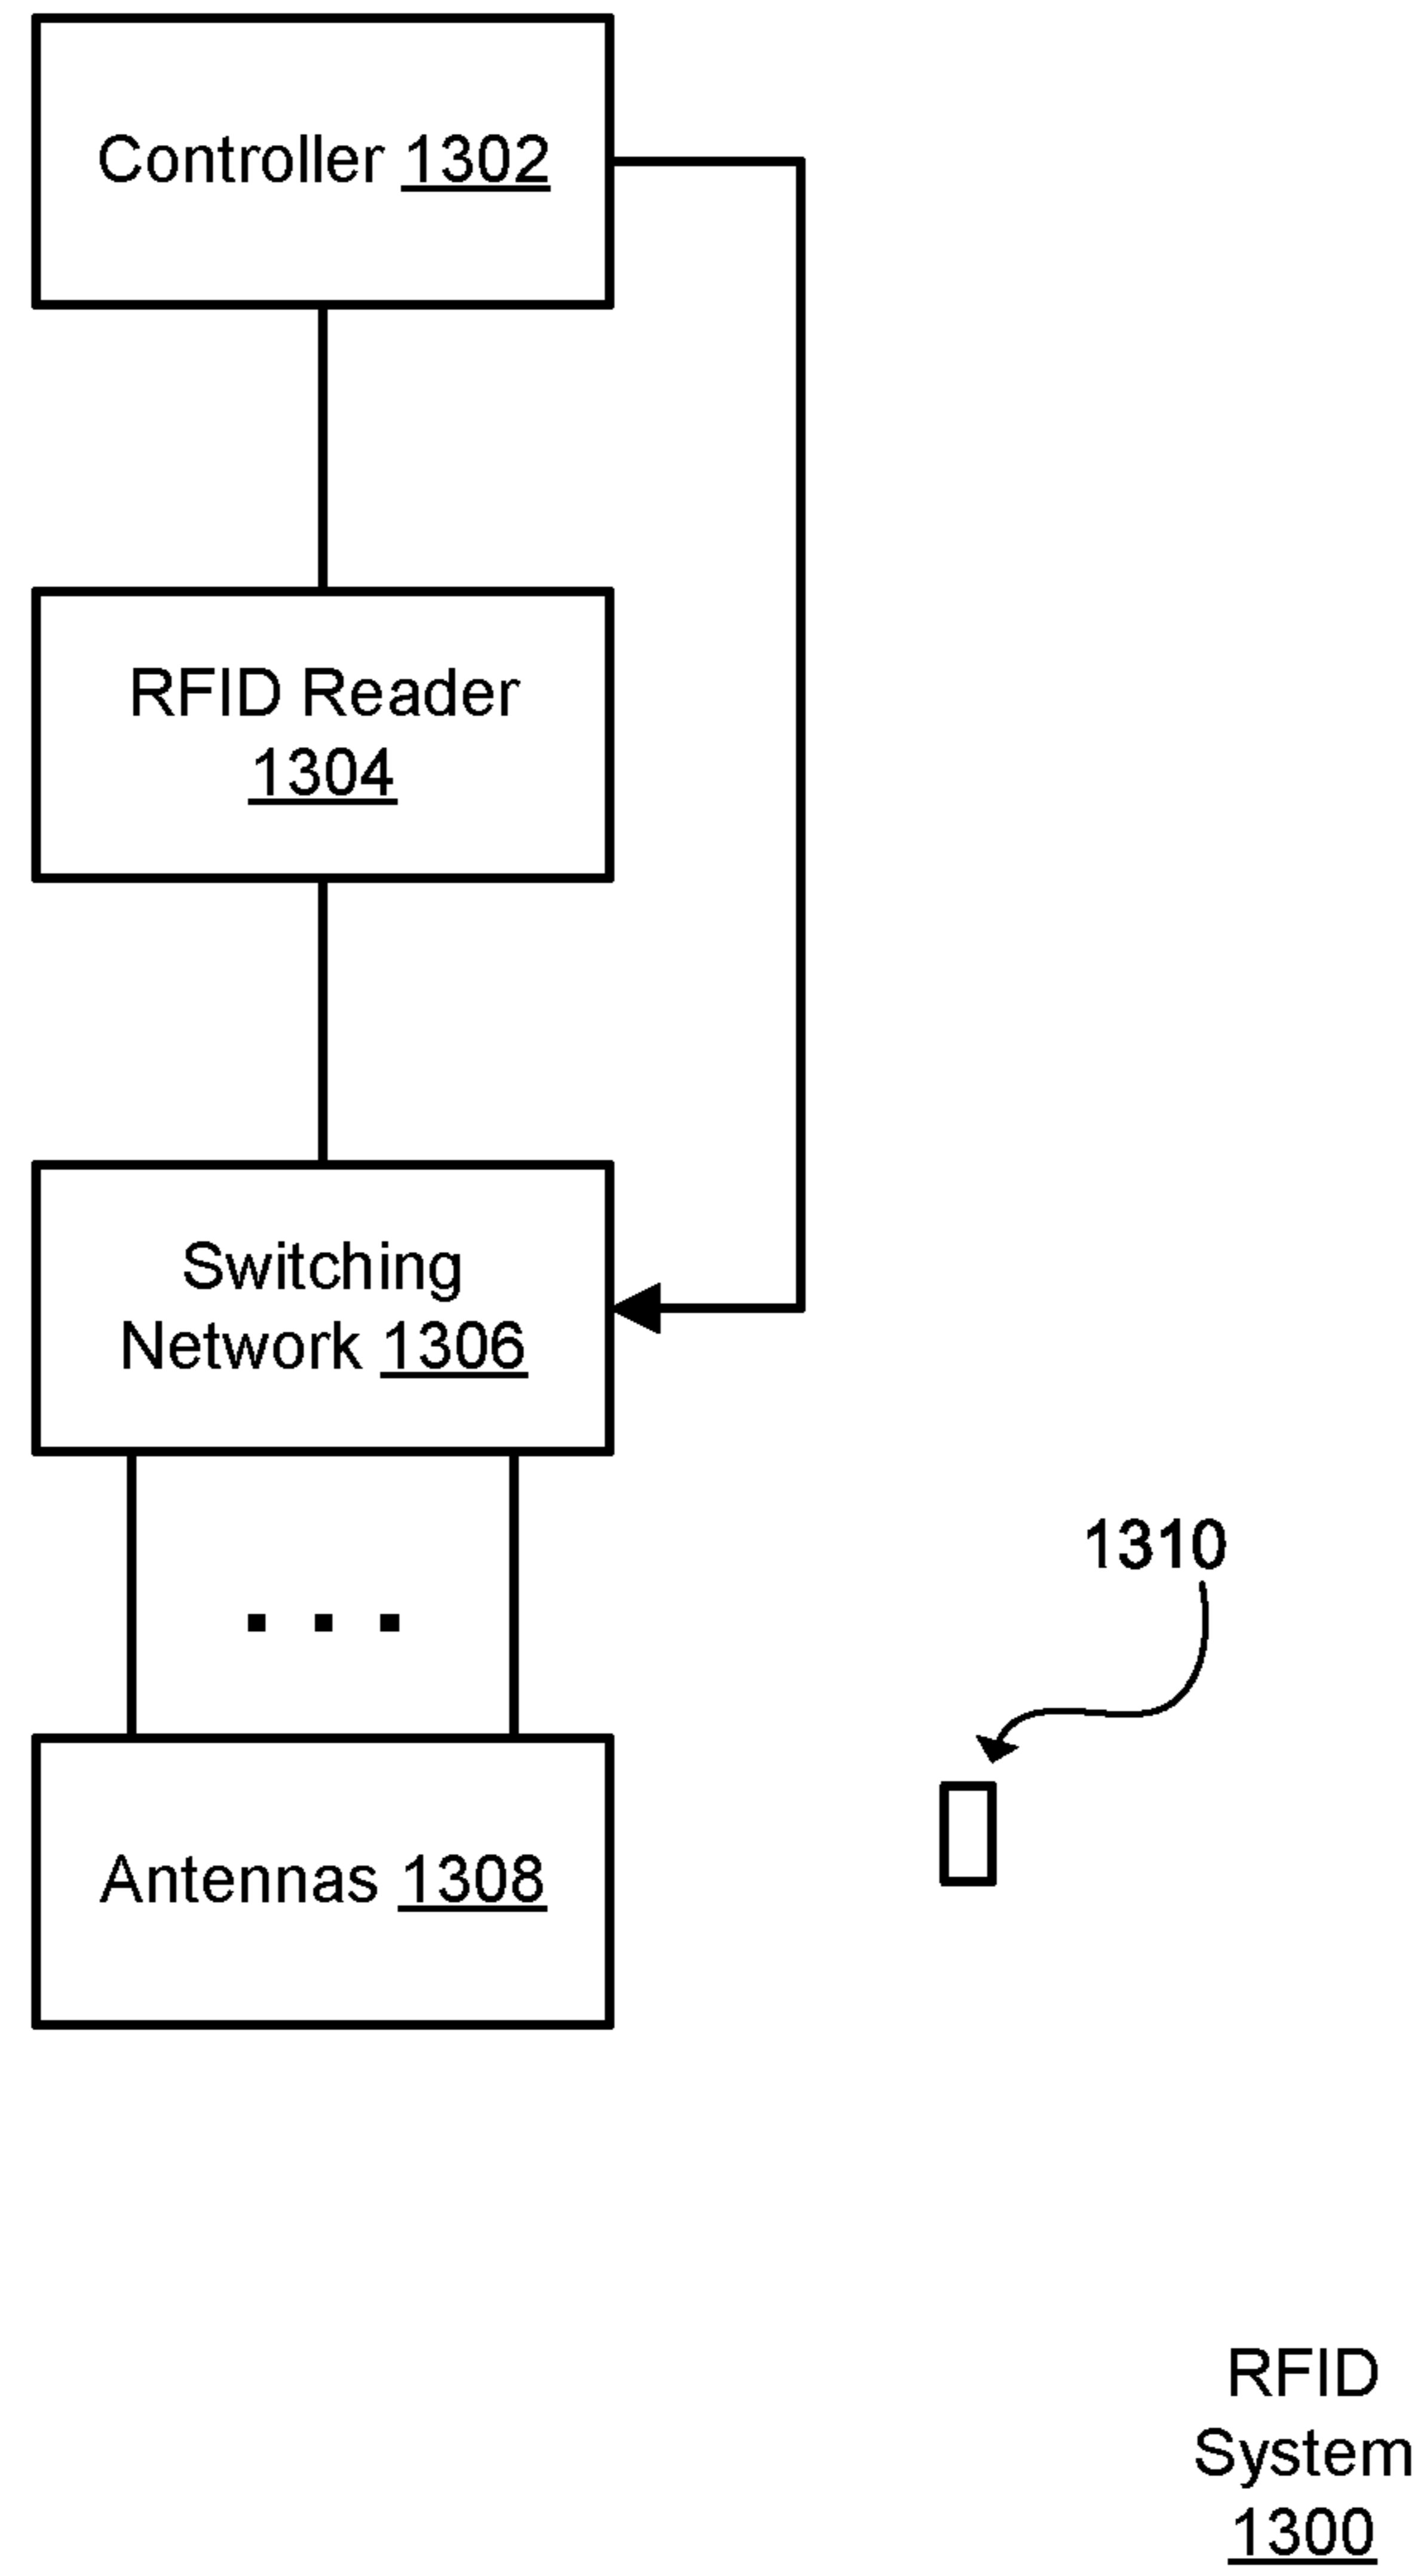 Controller 1302
RFID Reader
1304
Switching
Network 1306
. . .
1310
Antennas 1308
RFID
System
1300